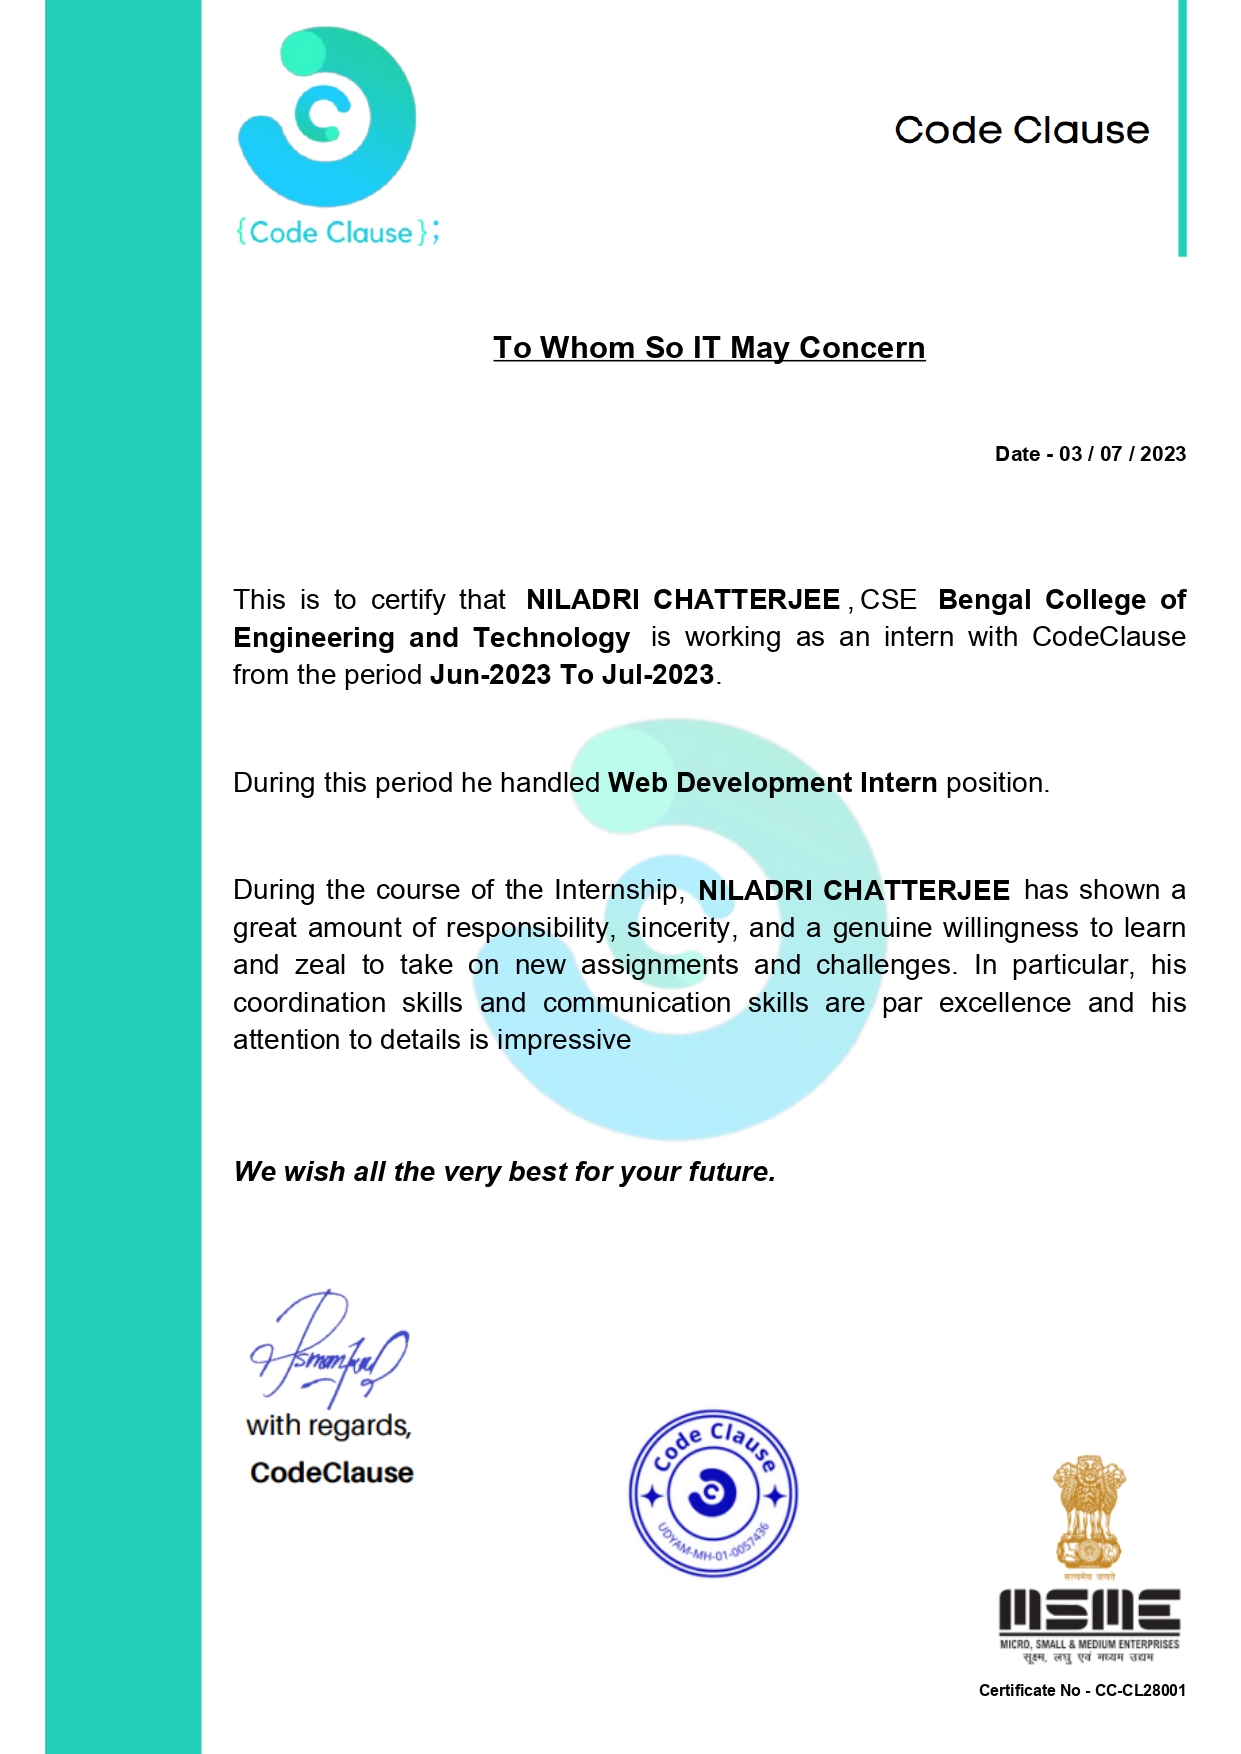 {Code Clause};
Code Clause
To Whom So IT May Concern
Date - 03 / 07 / 2023
This is to certify that NILADRI CHATTERJEE , CSE Bengal College of
Engineering and Technology is working as an intern with CodeClause
from the period Jun-2023 To Jul-2023.
During this period he handled Web Development Intern position.
During the course of the Internship, NILADRI CHATTERJEE has shown a
great amount of responsibility, sincerity, and a genuine willingness to learn
and zeal to take on new assignments and challenges. In particular, his
coordination skills and communication skills are par excellence and his
attention to details is impressive
We wish all the very best for your future.
with regards,
CodeClause
Code Clause
UDYAM-MH-01-0057436
सत्यमेव जयते
MSME
MICRO, SMALL & MEDIUM ENTERPRISES
सूक्ष्म, लघु एवं मध्यम उद्यम
Certificate No - CC-CL28001